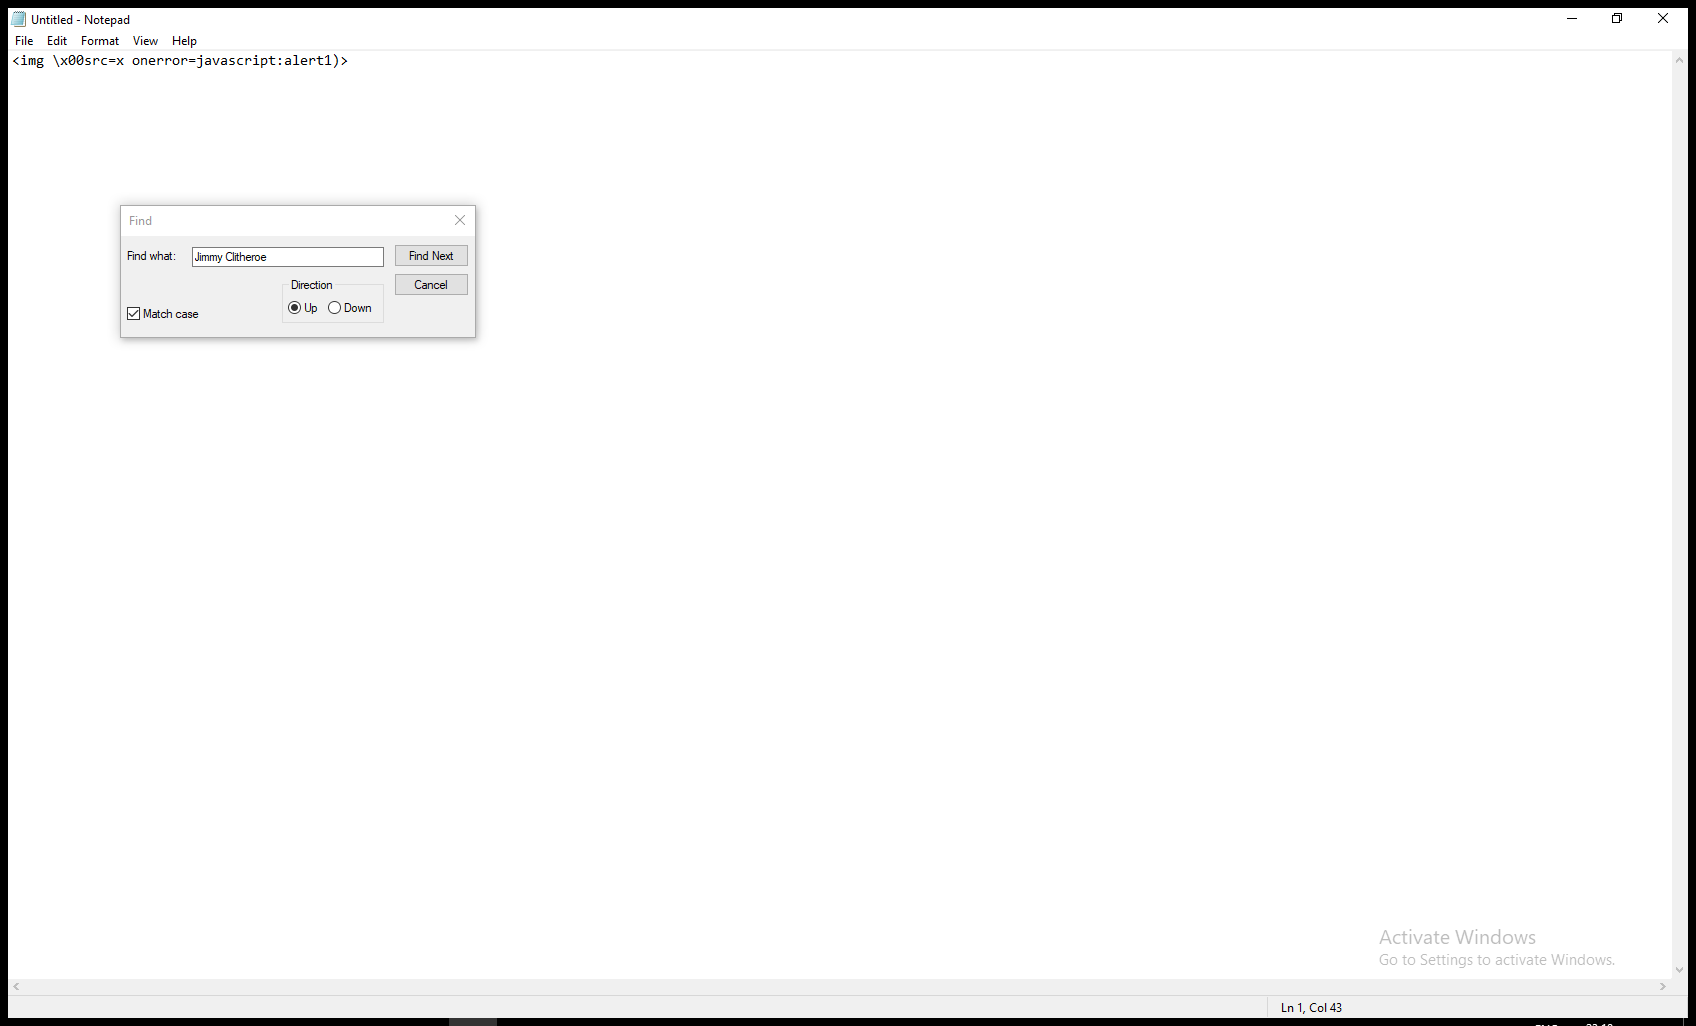 Untitled - Notepad
File Edit Format View Help
<img \x00src=x onerror=javascript:alert1)>
Find
Find what: Jimmy Clitheroe Find Next
Direction Cancel
Up Down
Match case
Activate Windows
Go to Settings to activate Windows.
Ln 1, Col 43